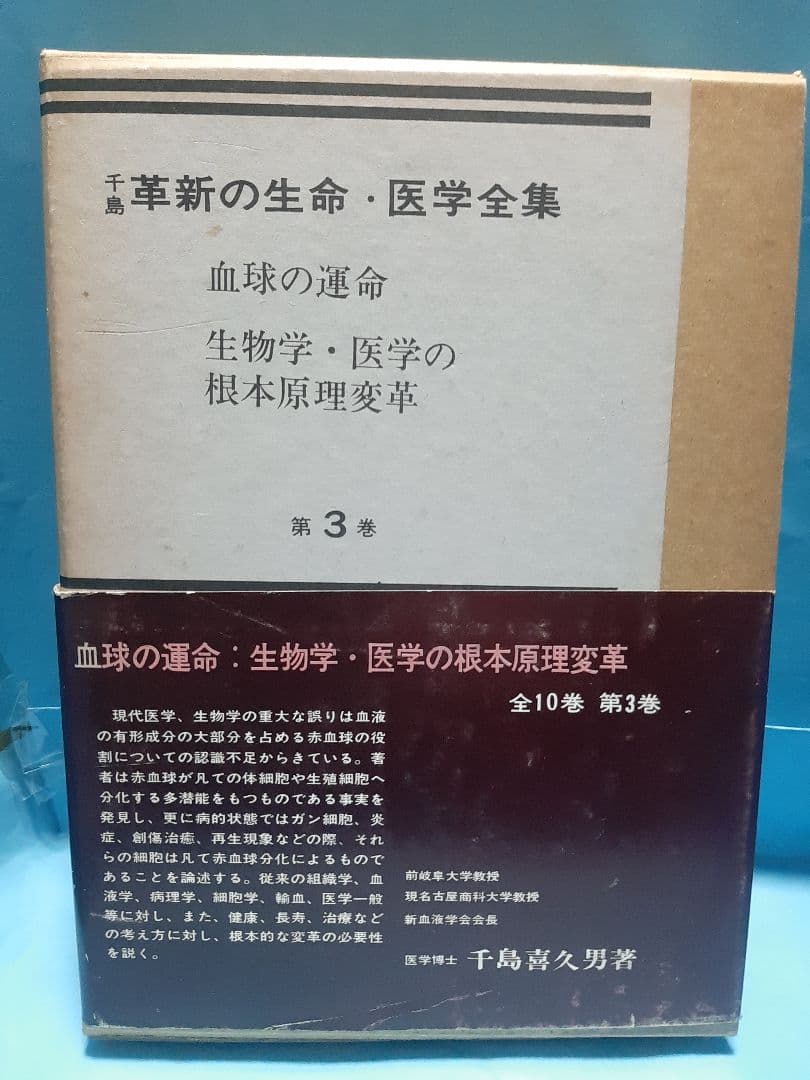 千島 革新の生命・医学全集
血球の運命
生物学・医学の
根本原理変革
第3巻
血球の運命:生物学・医学の根本原理変革
全10巻 第3巻
現代医学、生物学の重大な誤りは血液
の有形成分の大部分を占める赤血球の役
割についての認識不足からきている。著
者は赤血球が凡ての体細胞や生殖細胞へ
分化する多潜能をもつものである事実を
発見し、更に病的状態ではガン細胞、炎
症、創傷治癒、再生現象などの際、それ
らの細胞は凡て赤血球分化によるもので
あることを論述する。従来の組織学、血
液学、病理学、細胞学、輸血、医学一般
等に対し、また、健康、長寿、治療など
の考え方に対し、根本的な変革の必要性
を説く。
前岐阜大学教授
現名古屋商科大学教授
新血液学会会長
医学博士 千島喜久男著